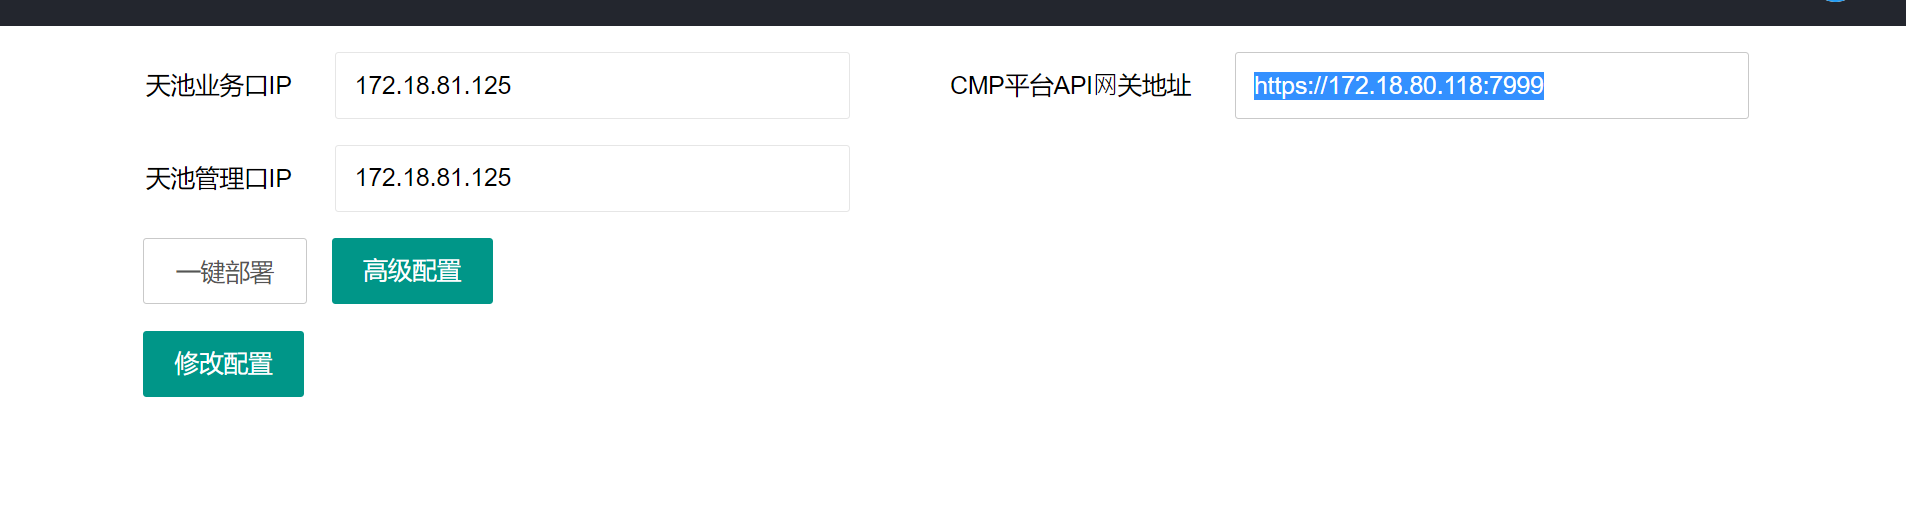 天池业务口IP 172.18.81.125 CMP平台API网关地址 https://172.18.80.118:7999
天池管理口IP 172.18.81.125
一键部署 高级配置
修改配置